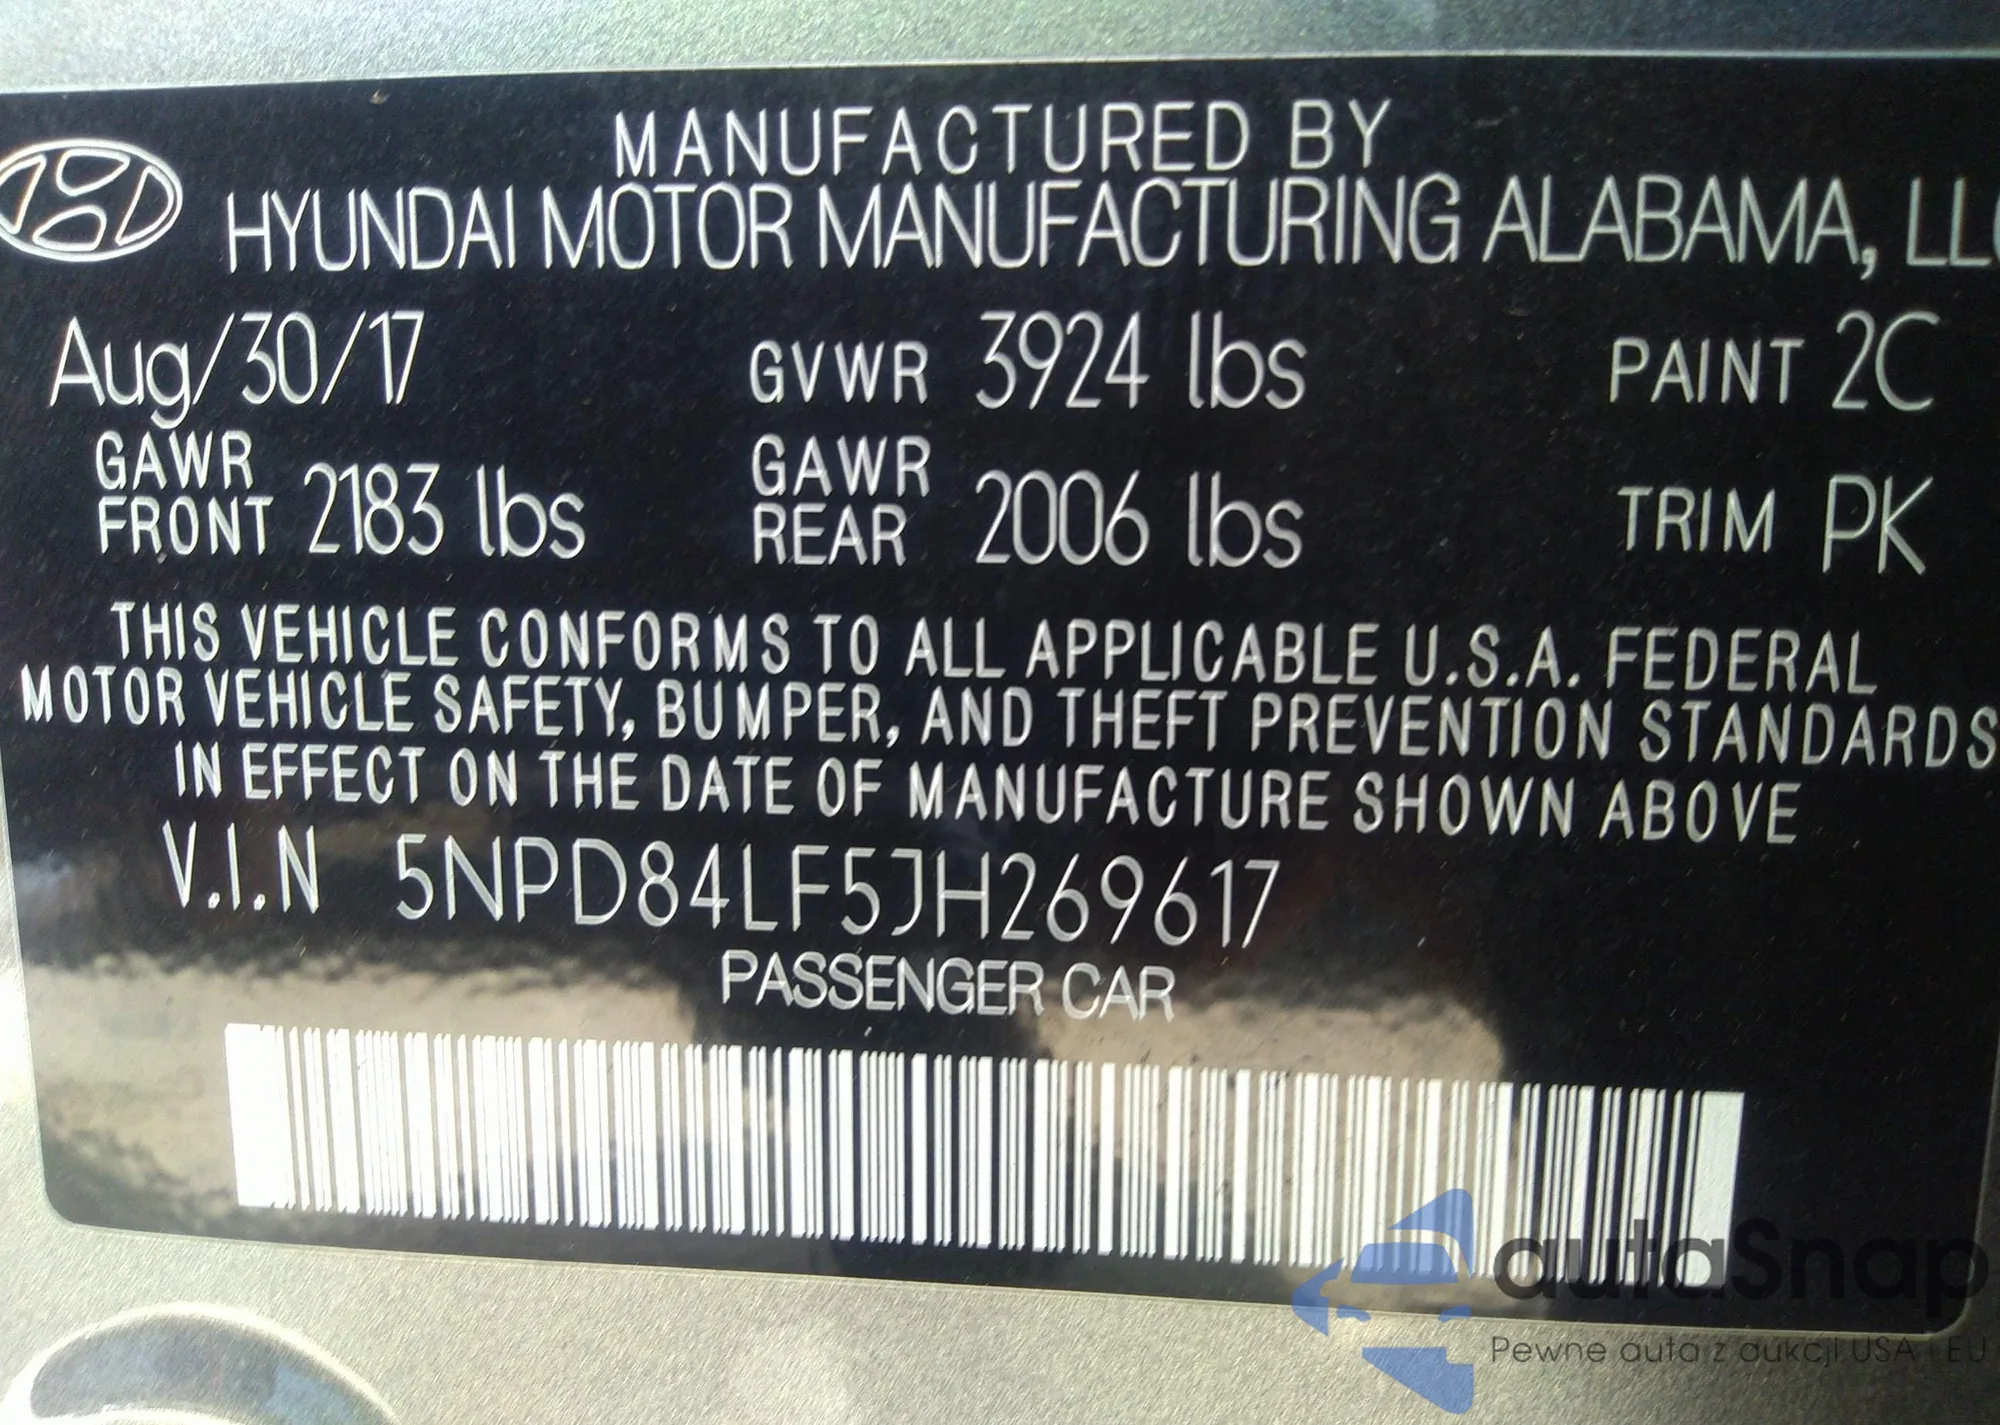 MANUFACTURED BY
HYUNDAI MOTOR MANUFACTURING ALABAMA, LLC
Aug/30/17 GVWR 3924 lbs PAINT 2C
GAWR FRONT 2183 lbs GAWR REAR 2006 lbs TRIM PK
THIS VEHICLE CONFORMS TO ALL APPLICABLE U.S.A. FEDERAL
MOTOR VEHICLE SAFETY, BUMPER, AND THEFT PREVENTION STANDARDS
IN EFFECT ON THE DATE OF MANUFACTURE SHOWN ABOVE
V.I.N 5NPD84LF5JH269617
PASSENGER CAR
autaSnap
Pewne auta z aukcji USA i EU